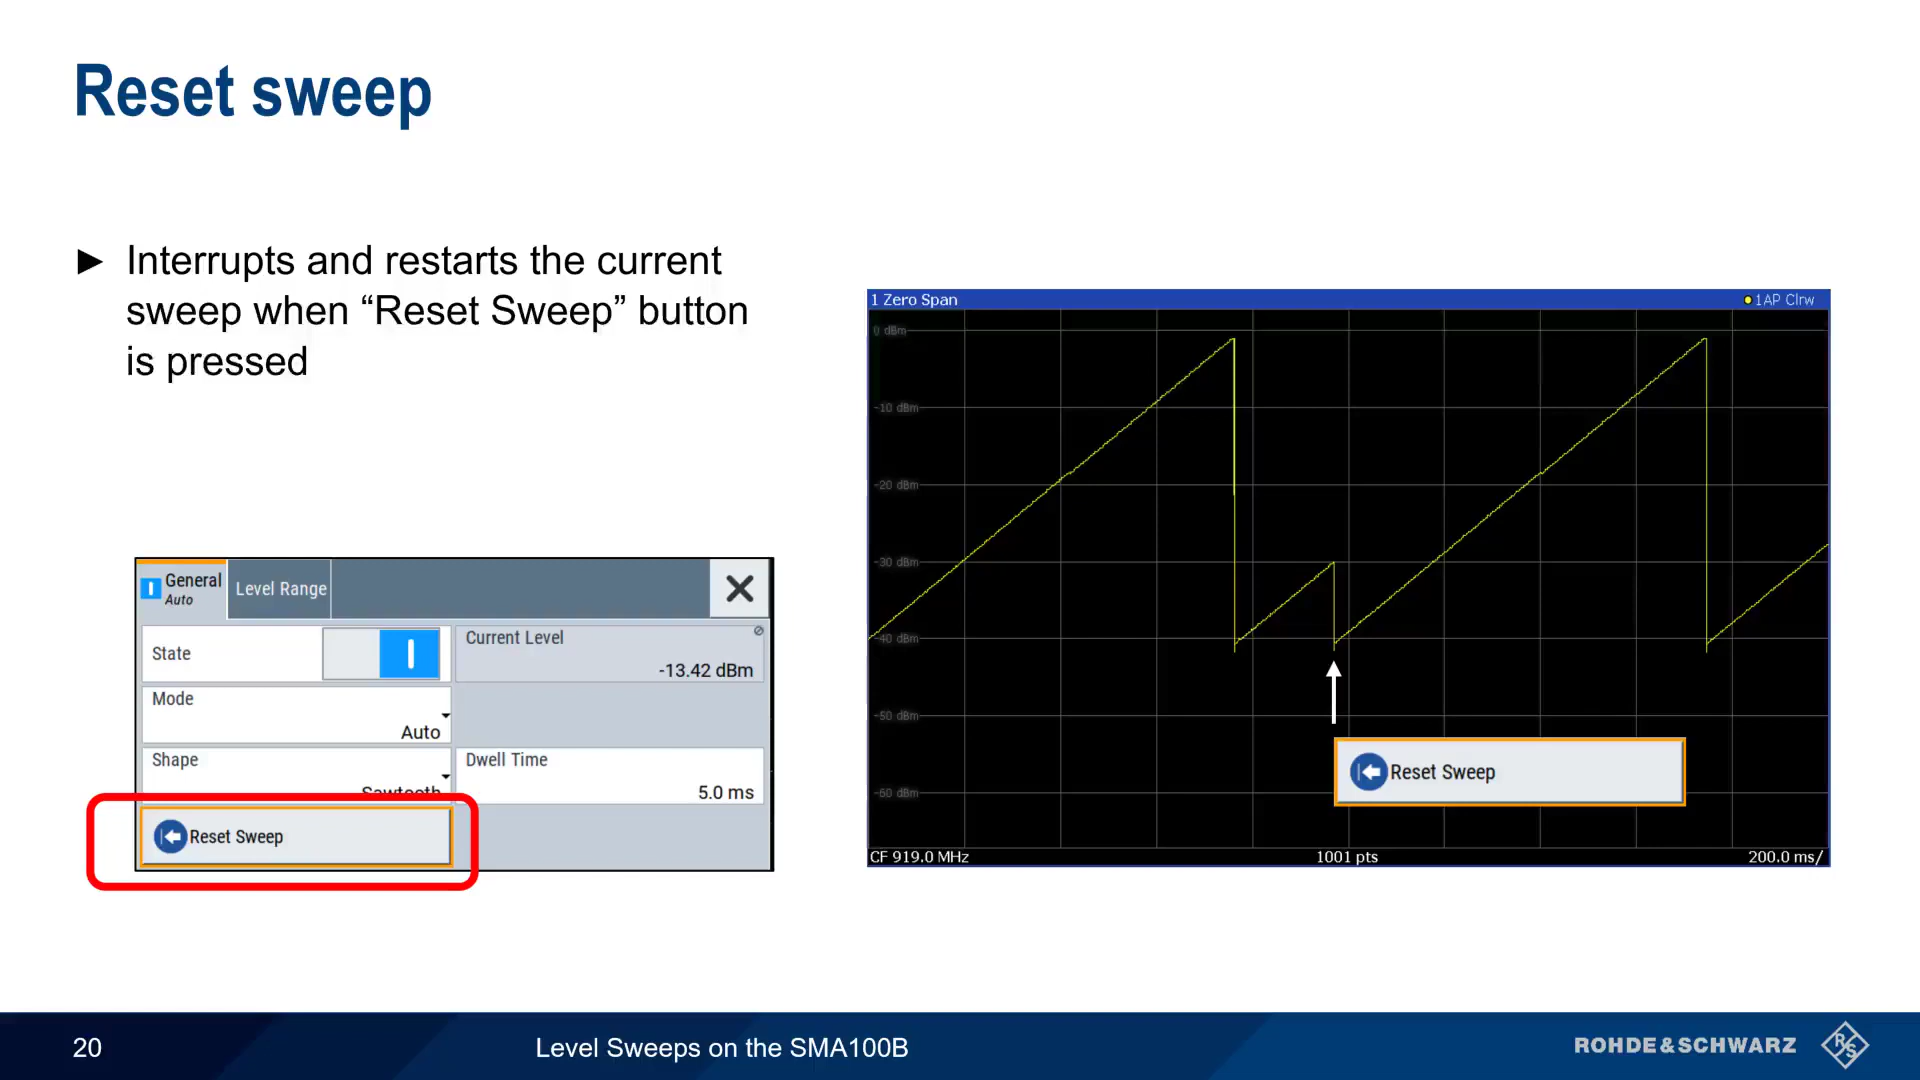 Reset sweep
► Interrupts and restarts the current
sweep when “Reset Sweep” button
is pressed
General
Auto
Level Range
State
Current Level
-13.42 dBm
Mode
Auto
Shape
Sawtooth
Dwell Time
5.0 ms
Reset Sweep
1 Zero Span
1AP Clrw
0 dBm
-10 dBm
-20 dBm
-30 dBm
-40 dBm
-50 dBm
-60 dBm
Reset Sweep
CF 919.0 MHz
1001 pts
200.0 ms/
20
Level Sweeps on the SMA100B
ROHDE&SCHWARZ
R&S